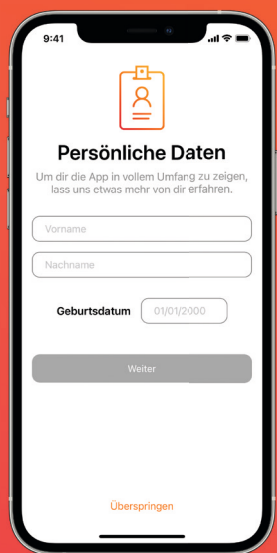 9:41
Persönliche Daten
Um dir die App in vollem Umfang zu zeigen,
lass uns etwas mehr von dir erfahren.
Vorname
Nachname
Geburtsdatum 01/01/2000
Weiter
Überspringen